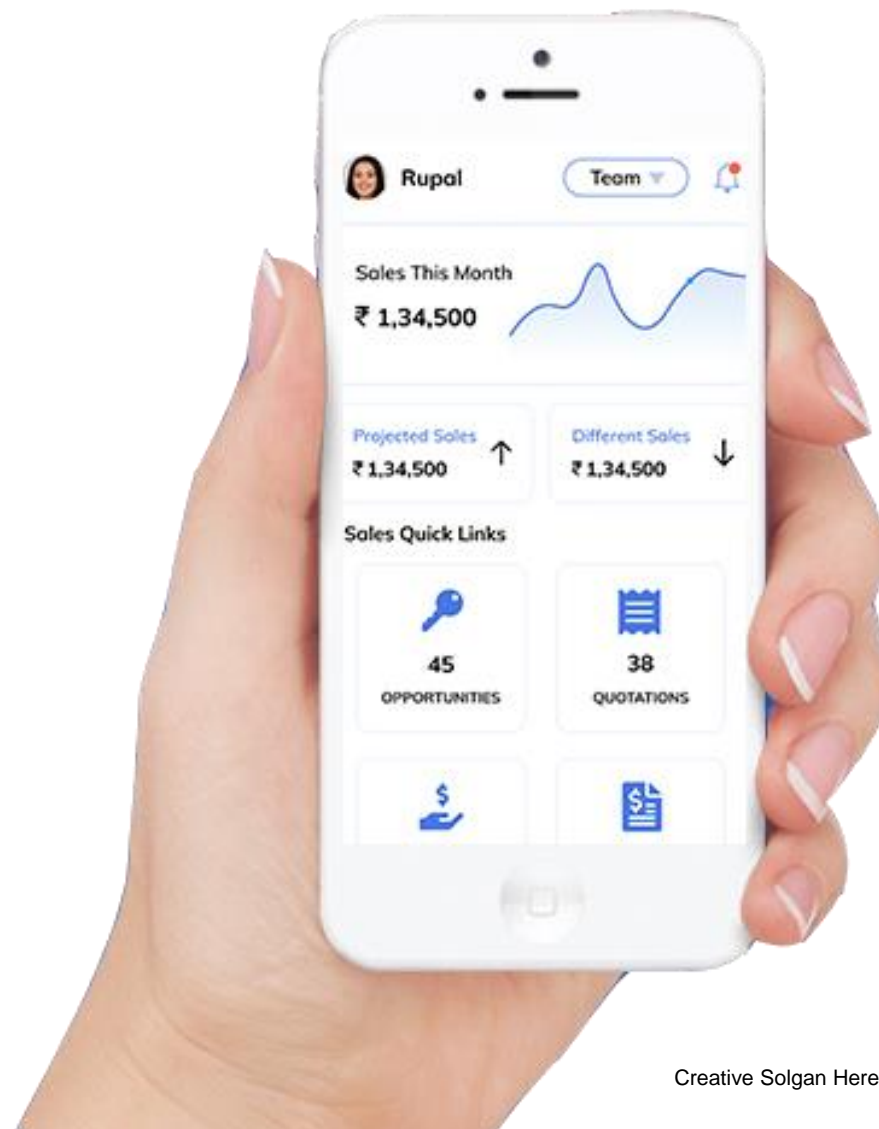 Rupal
Team
Sales This Month
₹ 1,34,500
Projected Sales
₹ 1,34,500
Different Sales
₹ 1,34,500
Sales Quick Links
45
OPPORTUNITIES
38
QUOTATIONS
Creative Solgan Here